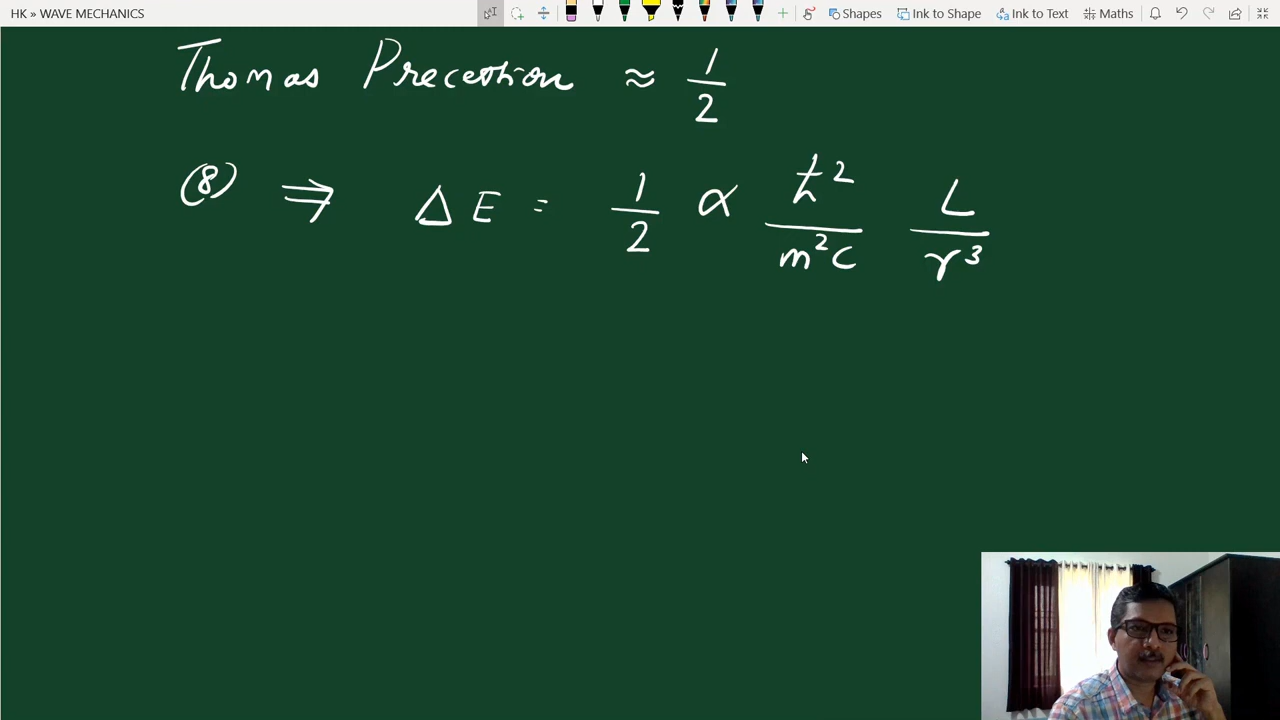 HK » WAVE MECHANICS
Shapes Ink to Shape Ink to Text Maths
Thomas Precession ≈ 1/2
(8) ⇒ Δ E = 1/2 α ħ²/m²c L/r³